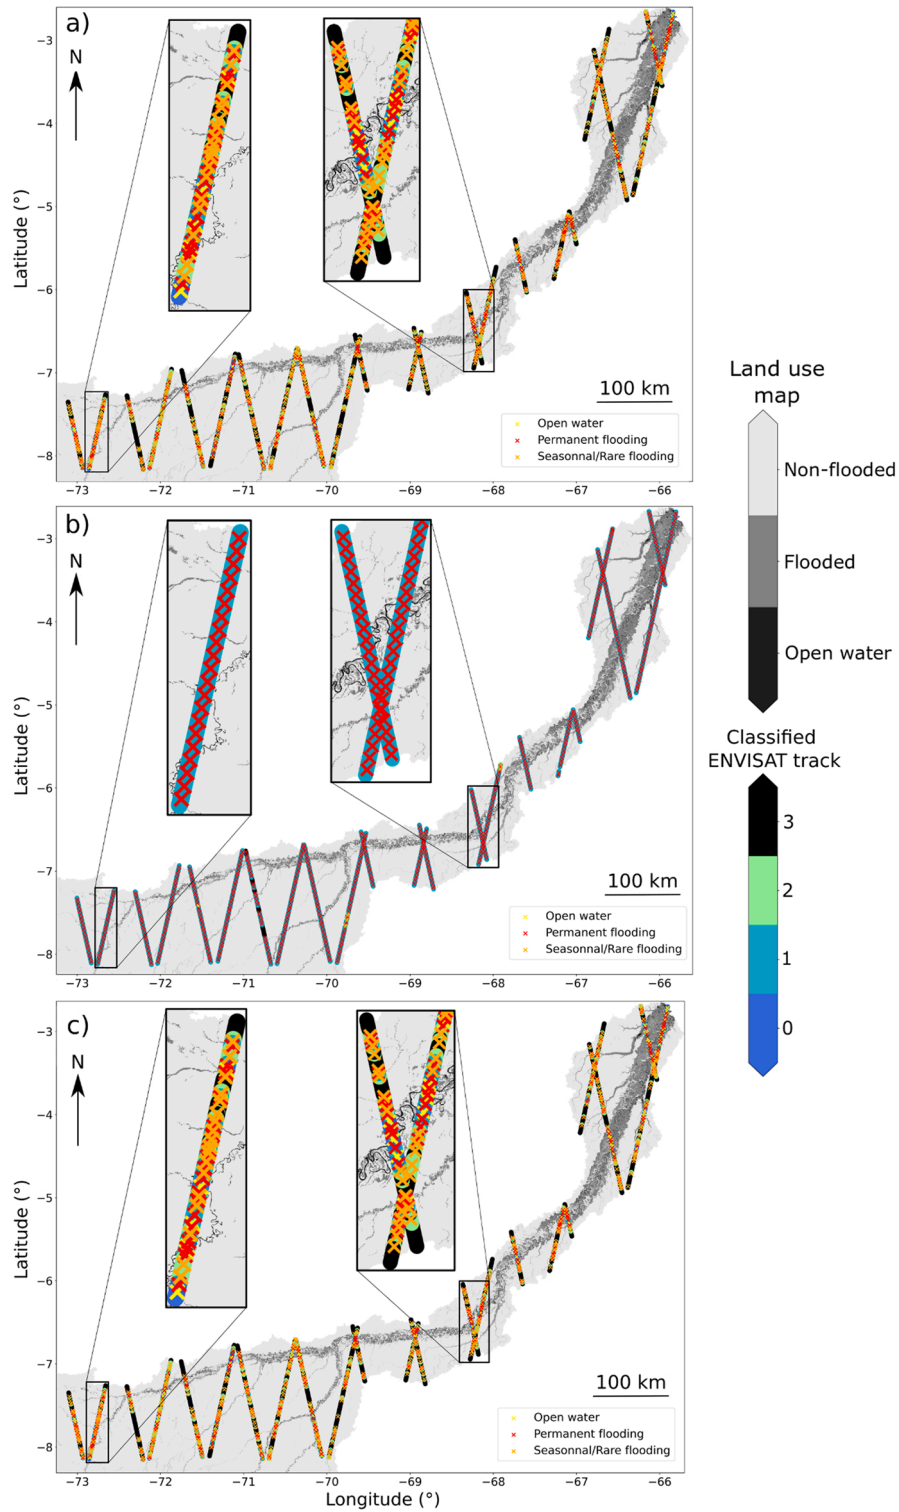 a)
N
−3
−4
−5
−6
−7
−8
Latitude (°)
100 km
Open water
Permanent flooding
Seasonnal/Rare flooding
−73
−72
−71
−70
−69
−68
−67
−66
b)
N
−3
−4
−5
−6
−7
−8
Latitude (°)
100 km
Open water
Permanent flooding
Seasonnal/Rare flooding
−73
−72
−71
−70
−69
−68
−67
−66
c)
N
−3
−4
−5
−6
−7
−8
Latitude (°)
100 km
Open water
Permanent flooding
Seasonnal/Rare flooding
−73
−72
−71
−70
−69
−68
−67
−66
Longitude (°)
Land use
map
Non-flooded
Flooded
Open water
Classified
ENVISAT track
3
2
1
0